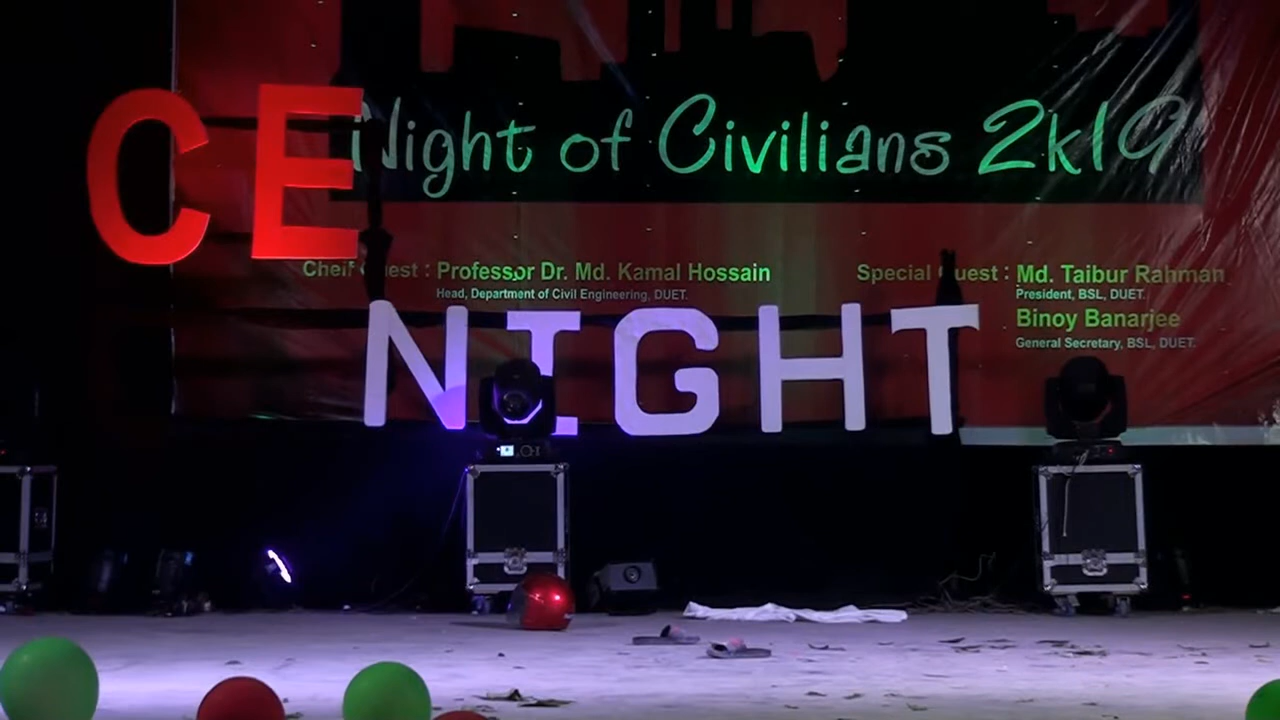 CE
Night of Civilians 2k19
Cheif Guest : Professor Dr. Md. Kamal Hossain
Head, Department of Civil Engineering, DUET.
Special Guest : Md. Taibur Rahman
President, BSL, DUET.
Binoy Banarjee
General Secretary, BSL, DUET.
NIGHT